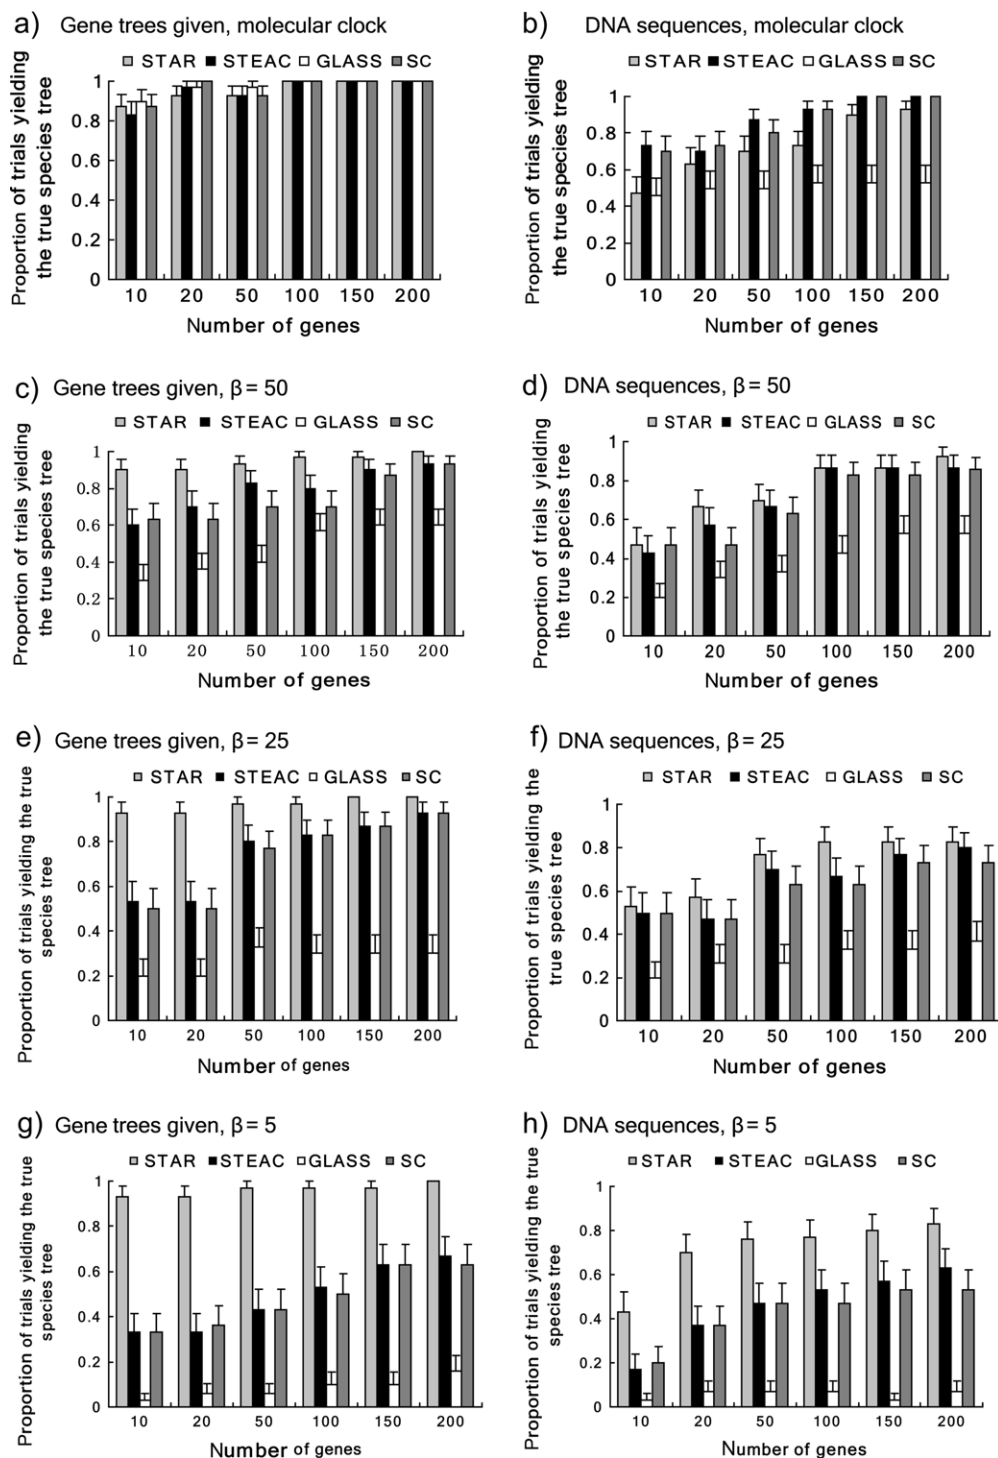 a) Gene trees given, molecular clock
STAR STEAC GLASS SC
Proportion of trials yielding
the true species tree
1
0.8
0.6
0.4
0.2
0
10 20 50 100 150 200
Number of genes
b) DNA sequences, molecular clock
STAR STEAC GLASS SC
Proportion of trials yielding
the true species tree
1
0.8
0.6
0.4
0.2
0
10 20 50 100 150 200
Number of genes
c) Gene trees given, β = 50
STAR STEAC GLASS SC
Proportion of trials yielding
the true species tree
1
0.8
0.6
0.4
0.2
0
10 20 50 100 150 200
Number of genes
d) DNA sequences, β = 50
STAR STEAC GLASS SC
Proportion of trials yielding
the true species tree
1
0.8
0.6
0.4
0.2
0
10 20 50 100 150 200
Number of genes
e) Gene trees given, β = 25
STAR STEAC GLASS SC
Proportion of trials yielding the true
species tree
1
0.8
0.6
0.4
0.2
0
10 20 50 100 150 200
Number of genes
f) DNA sequences, β = 25
STAR STEAC GLASS SC
Proportion of trials yielding the
true species tree
1
0.8
0.6
0.4
0.2
0
10 20 50 100 150 200
Number of genes
g) Gene trees given, β = 5
STAR STEAC GLASS SC
Proportion of trials yielding the true
species tree
1
0.8
0.6
0.4
0.2
0
10 20 50 100 150 200
Number of genes
h) DNA sequences, β = 5
STAR STEAC GLASS SC
Proportion of trials yielding the true
species tree
1
0.8
0.6
0.4
0.2
0
10 20 50 100 150 200
Number of genes